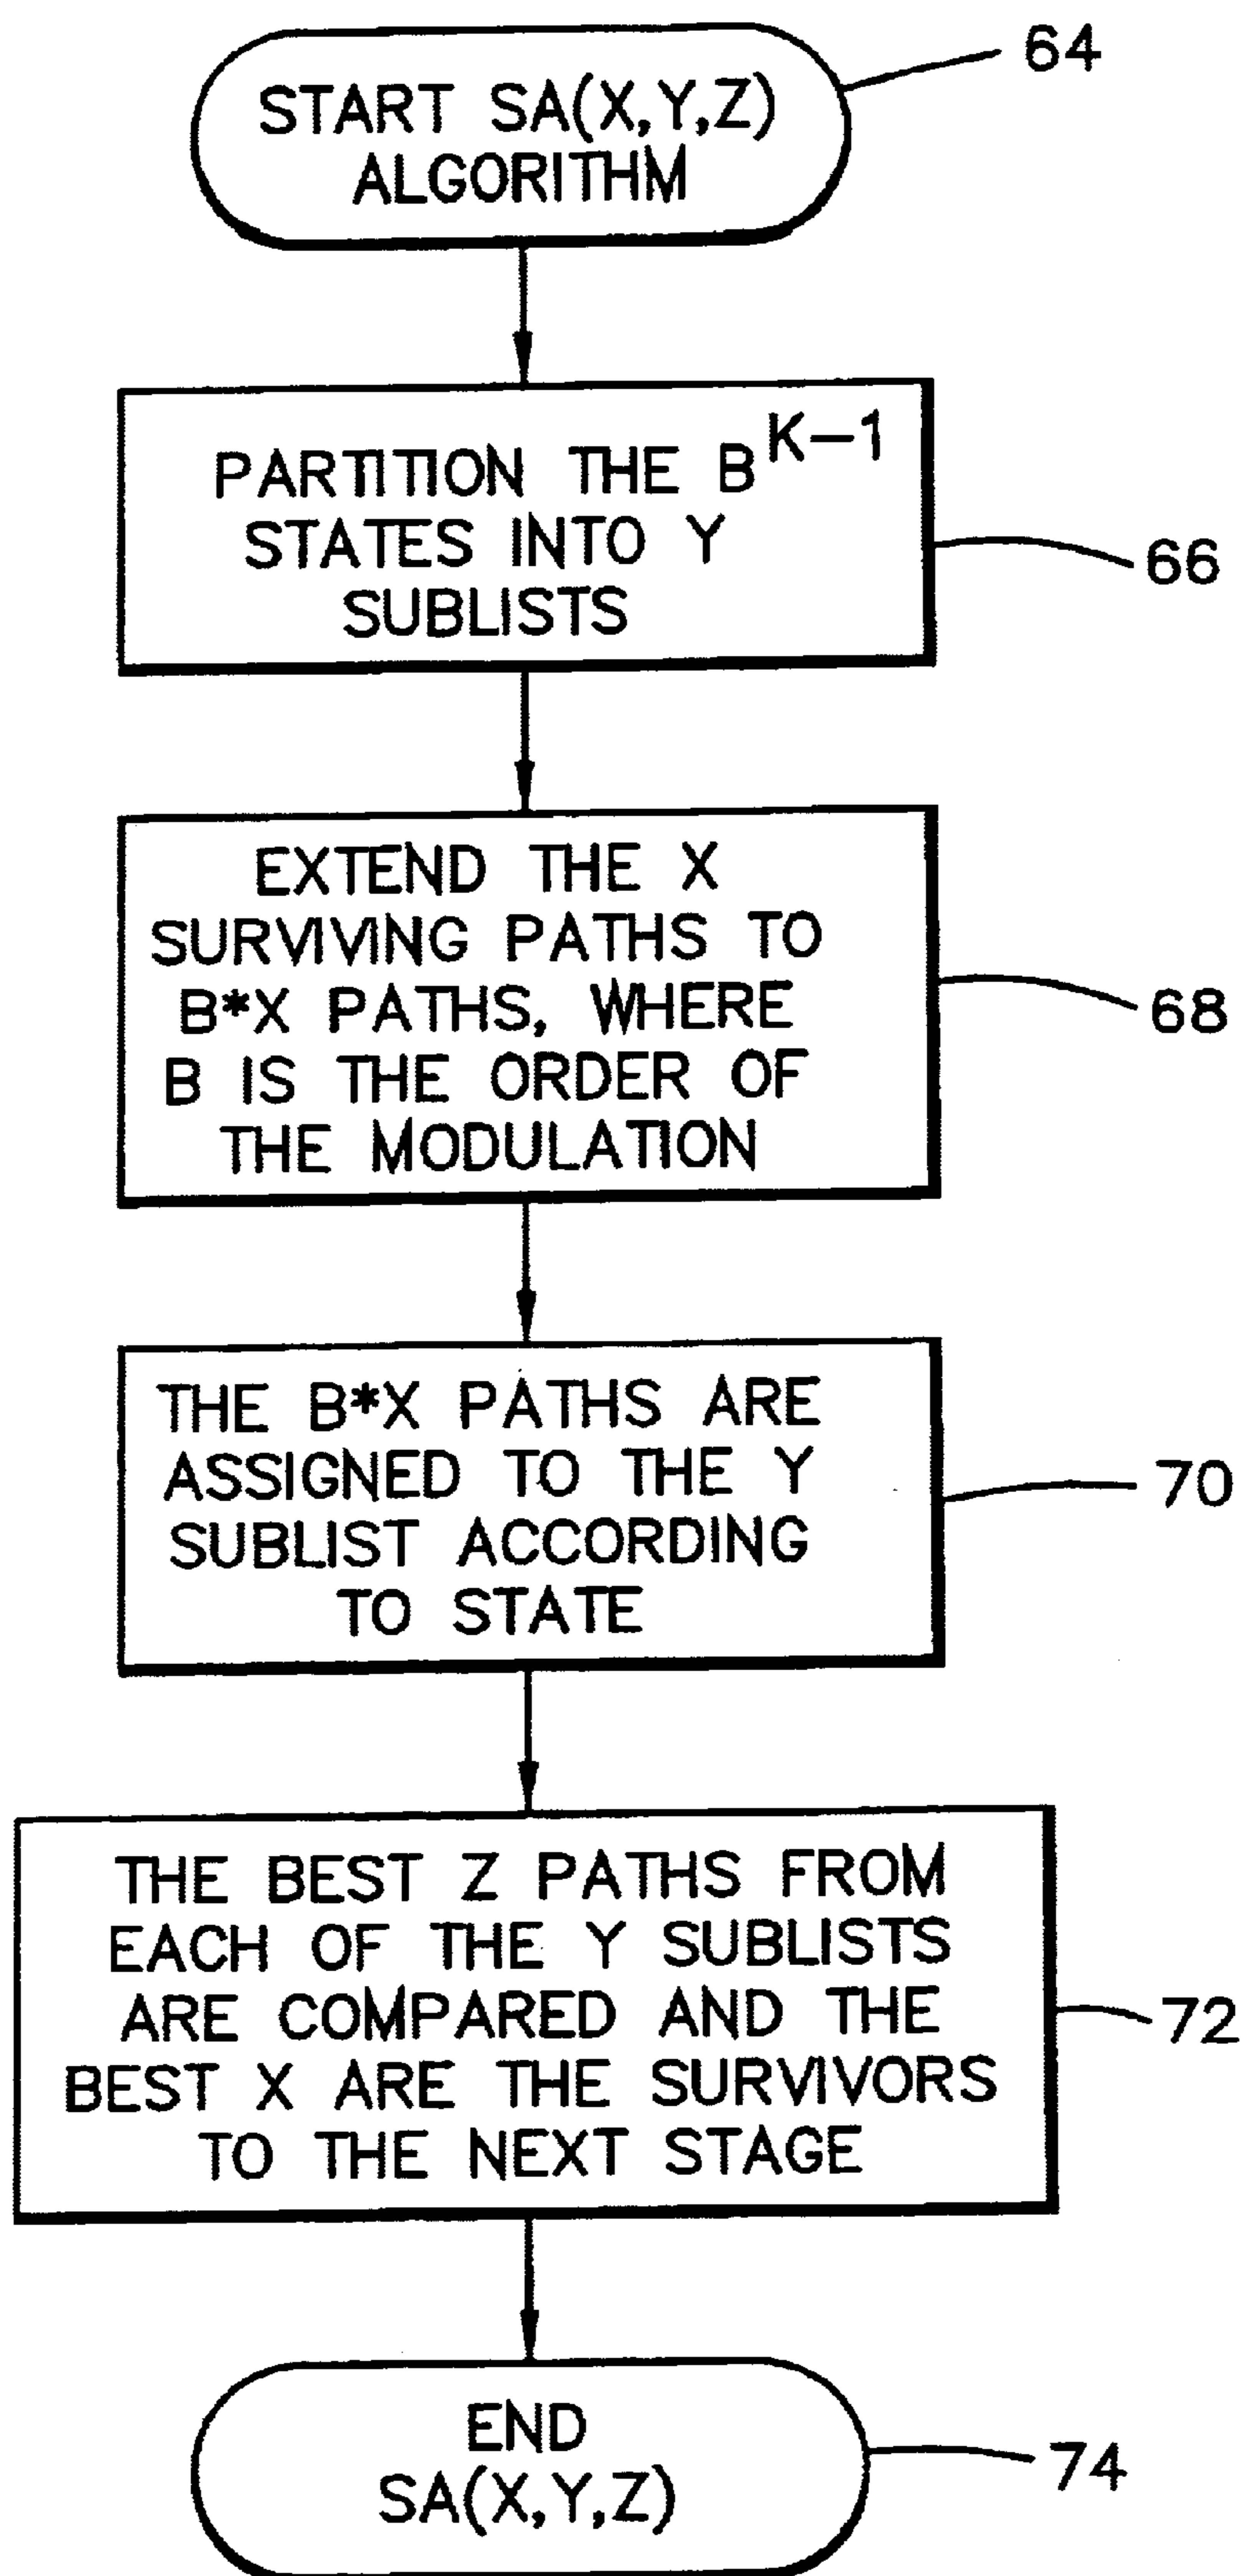 START SA(X,Y,Z)
ALGORITHM
64
PARTITION THE B^K-1
STATES INTO Y
SUBLISTS
66
EXTEND THE X
SURVIVING PATHS TO
B*X PATHS, WHERE
B IS THE ORDER OF
THE MODULATION
68
THE B*X PATHS ARE
ASSIGNED TO THE Y
SUBLIST ACCORDING
TO STATE
70
THE BEST Z PATHS FROM
EACH OF THE Y SUBLISTS
ARE COMPARED AND THE
BEST X ARE THE SURVIVORS
TO THE NEXT STAGE
72
END
SA(X,Y,Z)
74